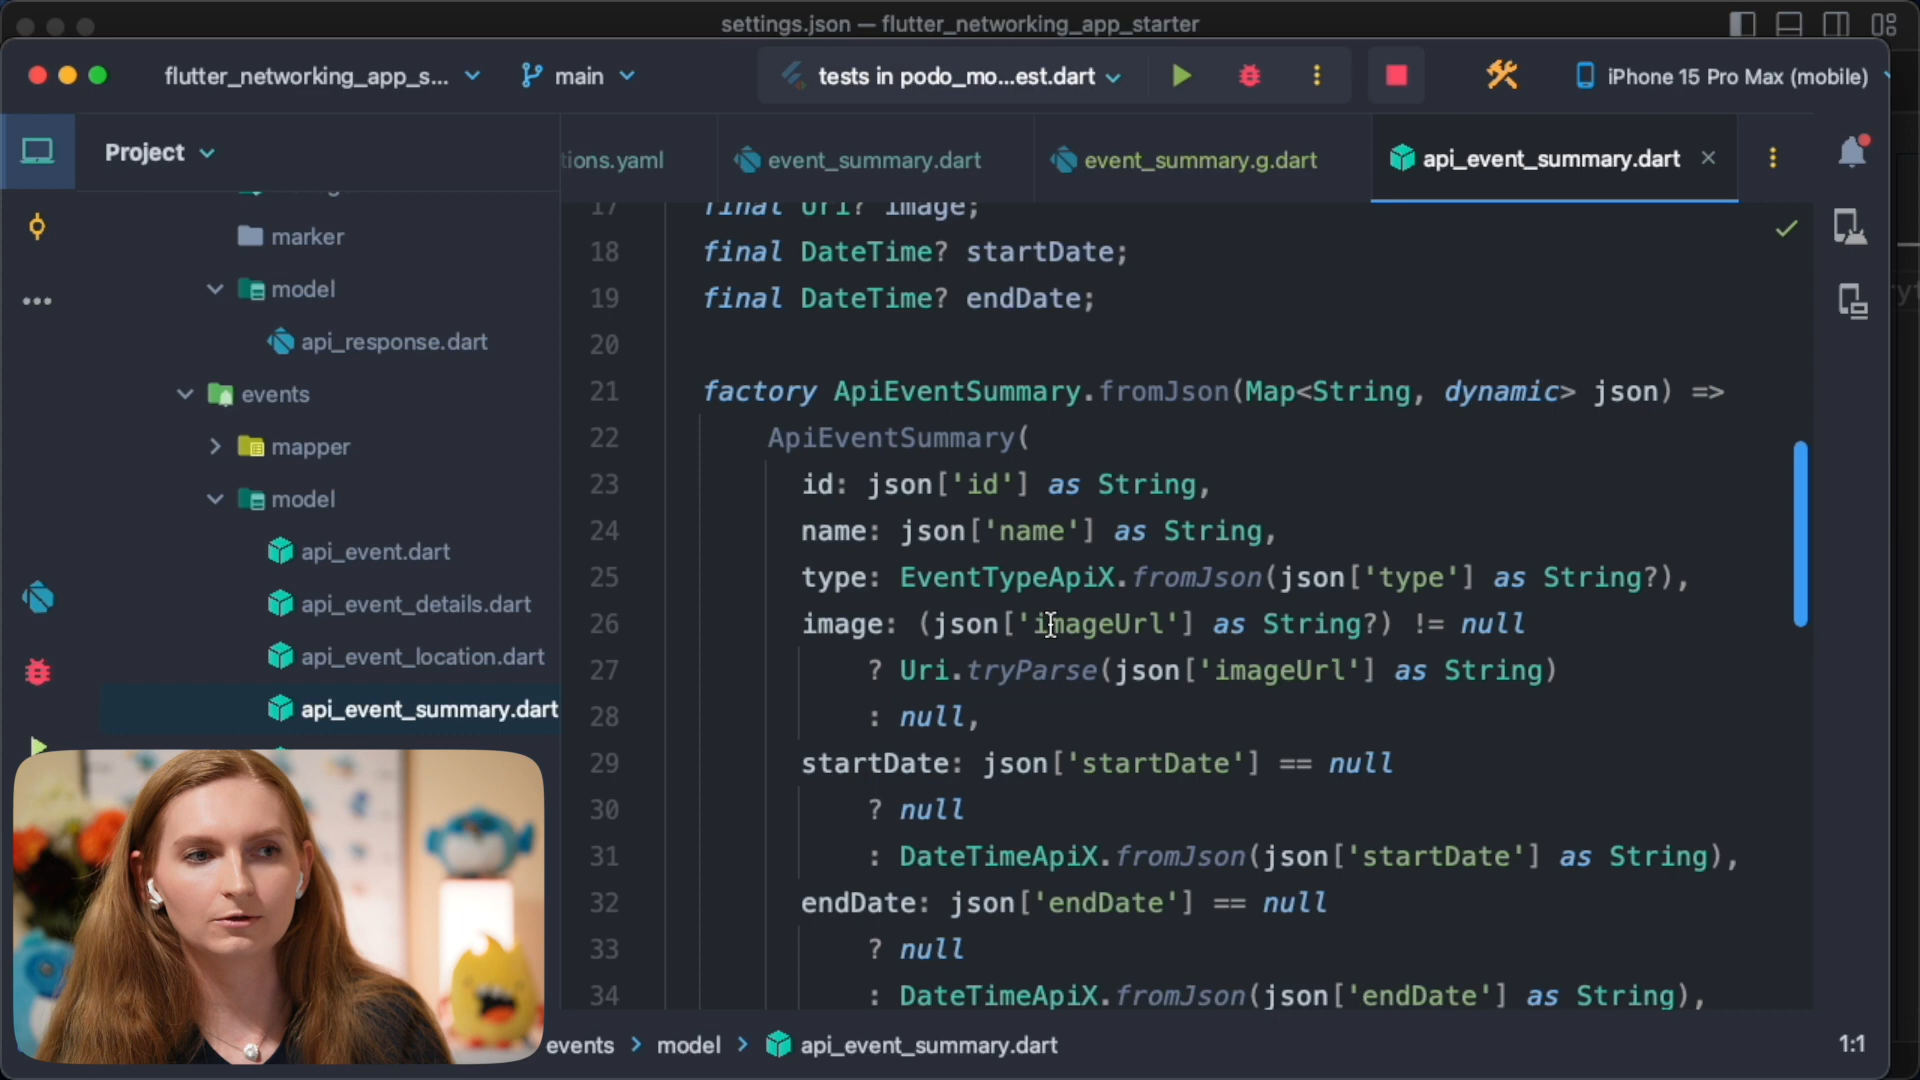 settings.json — flutter_networking_app_starter
flutter_networking_app_s...
main
tests in podo_mo...est.dart
iPhone 15 Pro Max (mobile)
Project
tions.yaml
event_summary.dart
event_summary.g.dart
api_event_summary.dart
marker
model
api_response.dart
events
mapper
model
api_event.dart
api_event_details.dart
api_event_location.dart
api_event_summary.dart
17 final Uri? image;
18 final DateTime? startDate;
19 final DateTime? endDate;
20
21 factory ApiEventSummary.fromJson(Map<String, dynamic> json) =>
22 ApiEventSummary(
23 id: json['id'] as String,
24 name: json['name'] as String,
25 type: EventTypeApiX.fromJson(json['type'] as String?),
26 image: (json['imageUrl'] as String?) != null
27 ? Uri.tryParse(json['imageUrl'] as String)
28 : null,
29 startDate: json['startDate'] == null
30 ? null
31 : DateTimeApiX.fromJson(json['startDate'] as String),
32 endDate: json['endDate'] == null
33 ? null
34 : DateTimeApiX.fromJson(json['endDate'] as String),
events > model > api_event_summary.dart
1:1